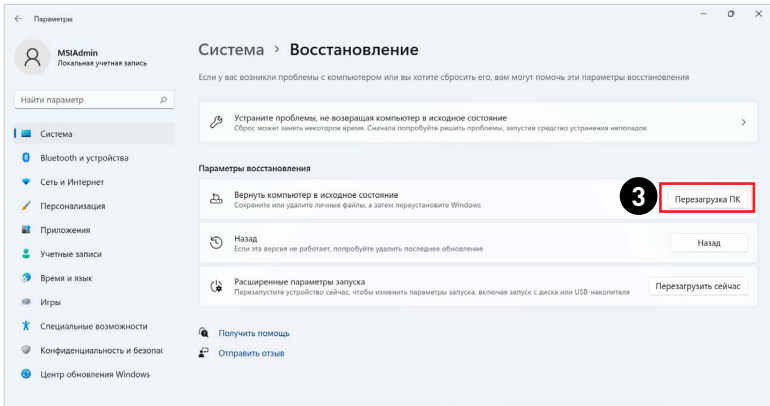 Параметры
MSIAdmin
Локальная учетная запись
Найти параметр
Система
Bluetooth и устройства
Сеть и Интернет
Персонализация
Приложения
Учетные записи
Время и язык
Игры
Специальные возможности
Конфиденциальность и безопас
Центр обновления Windows
Система > Восстановление
Если у вас возникли проблемы с компьютером или вы хотите сбросить его, вам могут помочь эти параметры восстановления
Устраните проблемы, не возвращая компьютер в исходное состояние
Сброс может занять некоторое время. Сначала попробуйте решить проблемы, запустив средство устранения неполадок
Параметры восстановления
Вернуть компьютер в исходное состояние
Сохраните или удалите личные файлы, а затем переустановите Windows
3
Перезагрузка ПК
Назад
Если эта версия не работает, попробуйте удалить последнее обновление
Назад
Расширенные параметры запуска
Перезапустите устройство сейчас, чтобы изменить параметры запуска, включая запуск с диска или USB-накопителя
Перезагрузить сейчас
Получить помощь
Отправить отзыв